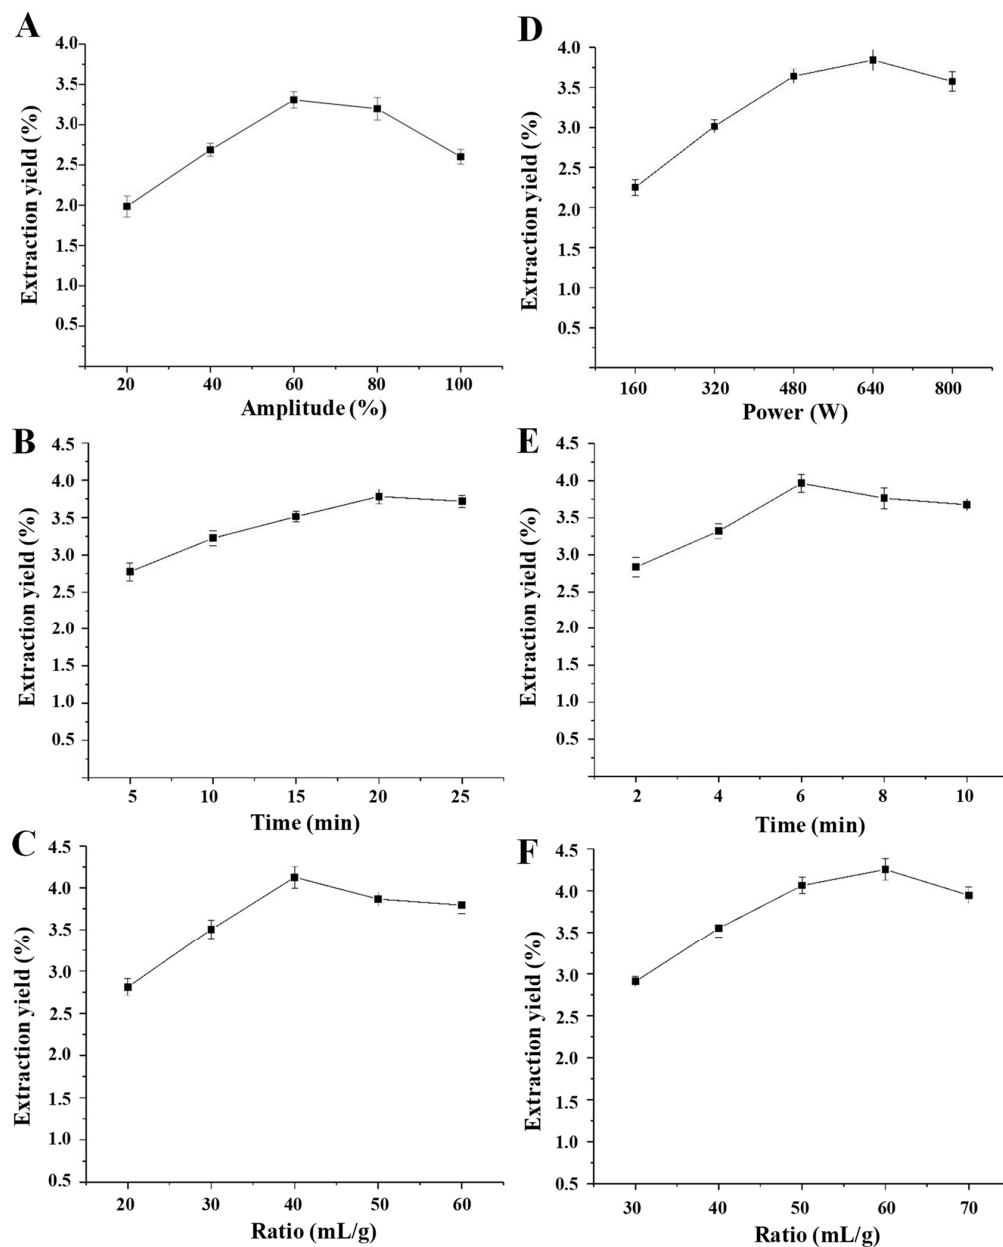 A
4.0
3.5
3.0
2.5
2.0
1.5
1.0
0.5
Extraction yield (%)
20 40 60 80 100
Amplitude (%)
D
4.0
3.5
3.0
2.5
2.0
1.5
1.0
0.5
Extraction yield (%)
160 320 480 640 800
Power (W)
B
4.5
4.0
3.5
3.0
2.5
2.0
1.5
1.0
0.5
Extraction yield (%)
5 10 15 20 25
Time (min)
E
4.5
4.0
3.5
3.0
2.5
2.0
1.5
1.0
0.5
Extraction yield (%)
2 4 6 8 10
Time (min)
C
4.5
4.0
3.5
3.0
2.5
2.0
1.5
1.0
0.5
Extraction yield (%)
20 30 40 50 60
Ratio (mL/g)
F
4.5
4.0
3.5
3.0
2.5
2.0
1.5
1.0
0.5
Extraction yield (%)
30 40 50 60 70
Ratio (mL/g)